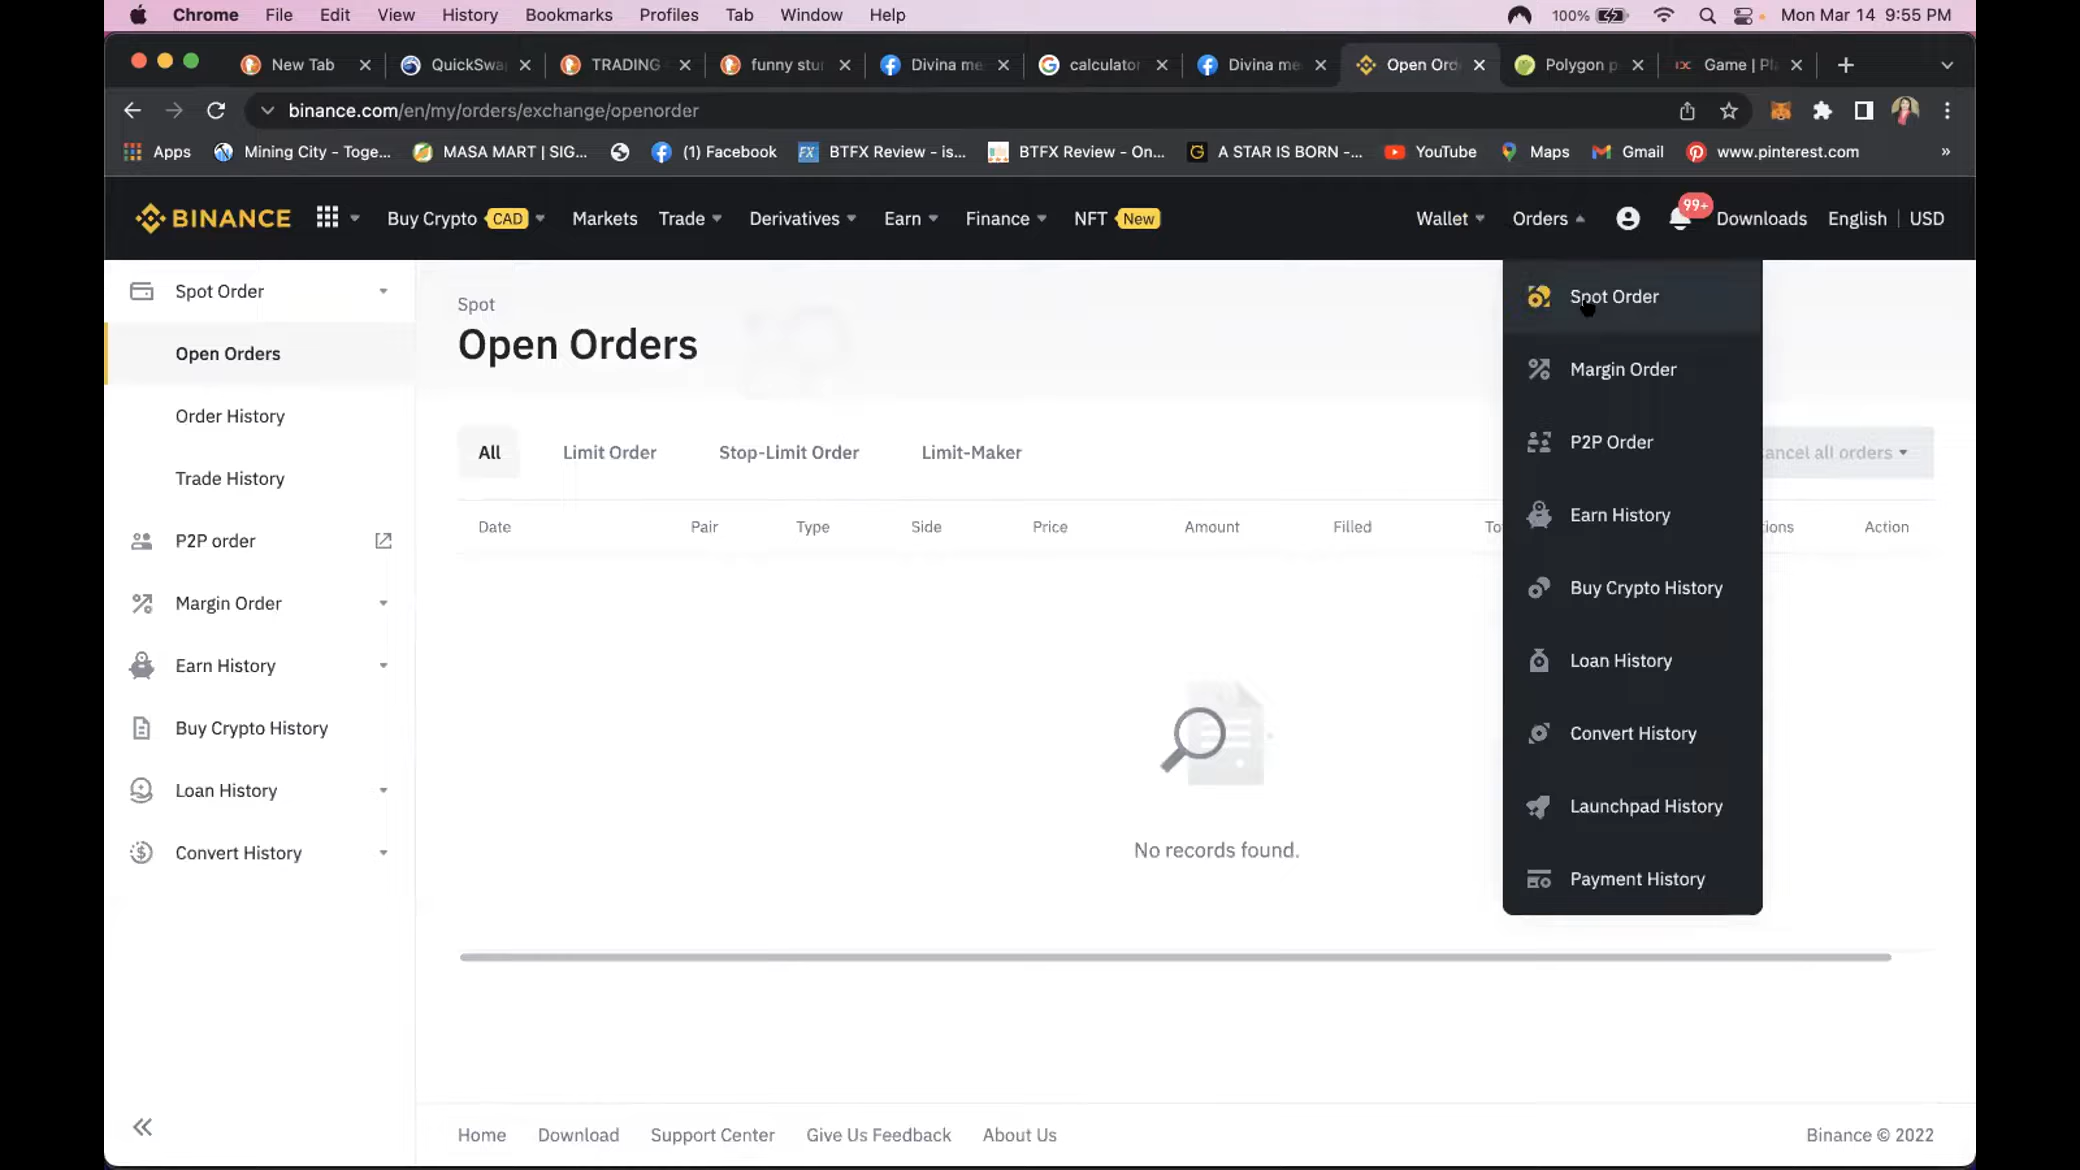 Chrome File Edit View History Bookmarks Profiles Tab Window Help 100% Mon Mar 14 9:55 PM
New Tab QuickSwa TRADING funny stu Divina me calculator Divina me Open Ord Polygon p Game | Pl
binance.com/en/my/orders/exchange/openorder
Apps Mining City - Toge... MASA MART | SIG... (1) Facebook FX BTFX Review - is... BTFX Review - On... A STAR IS BORN -... YouTube Maps Gmail www.pinterest.com »
BINANCE Buy Crypto CAD Markets Trade Derivatives Earn Finance NFT New Wallet Orders 99+ Downloads English | USD
Spot Order
Open Orders
Order History
Trade History
P2P order
Margin Order
Earn History
Buy Crypto History
Loan History
Convert History
Spot
Open Orders
All Limit Order Stop-Limit Order Limit-Maker ancel all orders
Date Pair Type Side Price Amount Filled To tions Action
No records found.
Spot Order
Margin Order
P2P Order
Earn History
Buy Crypto History
Loan History
Convert History
Launchpad History
Payment History
Home Download Support Center Give Us Feedback About Us Binance © 2022